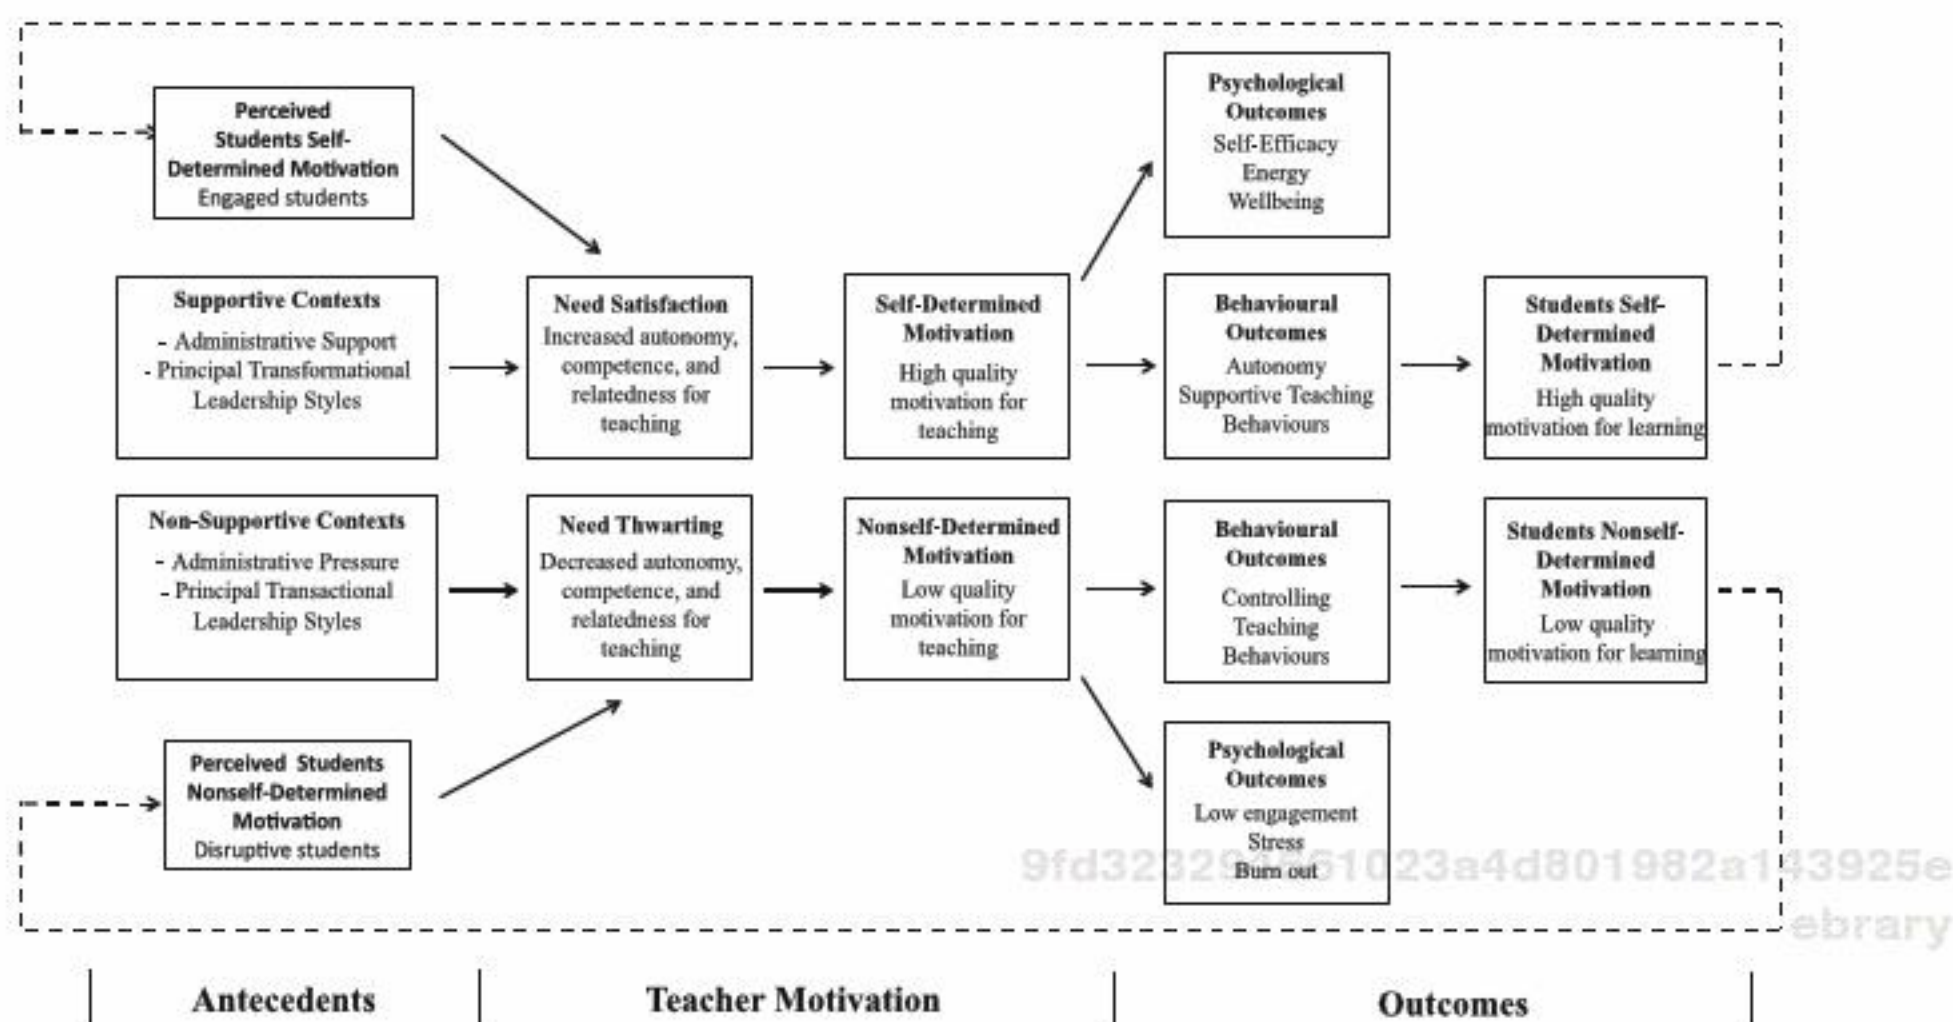 Perceived
Students Self-
Determined Motivation
Engaged students
Psychological
Outcomes
Self-Efficacy
Energy
Wellbeing
Supportive Contexts
- Administrative Support
- Principal Transformational
Leadership Styles
Need Satisfaction
Increased autonomy,
competence, and
relatedness for
teaching
Self-Determined
Motivation
High quality
motivation for
teaching
Behavioural
Outcomes
Autonomy
Supportive Teaching
Behaviours
Students Self-
Determined
Motivation
High quality
motivation for learning
Non-Supportive Contexts
- Administrative Pressure
- Principal Transactional
Leadership Styles
Need Thwarting
Decreased autonomy,
competence, and
relatedness for
teaching
Nonself-Determined
Motivation
Low quality
motivation for
teaching
Behavioural
Outcomes
Controlling
Teaching
Behaviours
Students Nonself-
Determined
Motivation
Low quality
motivation for learning
Perceived Students
Nonself-Determined
Motivation
Disruptive students
Psychological
Outcomes
Low engagement
Stress
Burn out
ebrary
Antecedents
Teacher Motivation
Outcomes